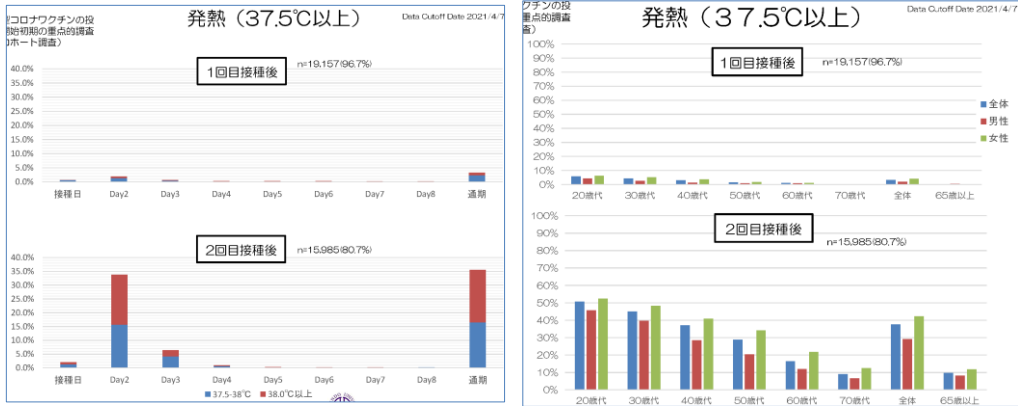 型コロナワクチンの投
開始初期の重点的調査
コホート調査）
発熱（37.5℃以上）
Data Cutoff Date 2021/4/7
1回目接種後
n=19,157(96.7%)
40.0%
35.0%
30.0%
25.0%
20.0%
15.0%
10.0%
5.0%
0.0%
接種日 Day2 Day3 Day4 Day5 Day6 Day7 Day8 通期
2回目接種後
n=15,985(80.7%)
40.0%
35.0%
30.0%
25.0%
20.0%
15.0%
10.0%
5.0%
0.0%
接種日 Day2 Day3 Day4 Day5 Day6 Day7 Day8 通期
37.5-38℃ 38.0℃以上
クチンの投
重点的調査
査）
発熱（37.5℃以上）
Data Cutoff Date 2021/4/7
1回目接種後
n=19,157(96.7%)
100%
90%
80%
70%
60%
50%
40%
30%
20%
10%
0%
全体
男性
女性
20歳代 30歳代 40歳代 50歳代 60歳代 70歳代 全体 65歳以上
2回目接種後
n=15,985(80.7%)
100%
90%
80%
70%
60%
50%
40%
30%
20%
10%
0%
20歳代 30歳代 40歳代 50歳代 60歳代 70歳代 全体 65歳以上